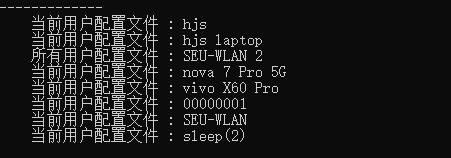 -------------
当前用户配置文件 : hjs
当前用户配置文件 : hjs laptop
所有用户配置文件 : SEU-WLAN 2
当前用户配置文件 : nova 7 Pro 5G
当前用户配置文件 : vivo X60 Pro
当前用户配置文件 : 00000001
当前用户配置文件 : SEU-WLAN
当前用户配置文件 : sleep(2)